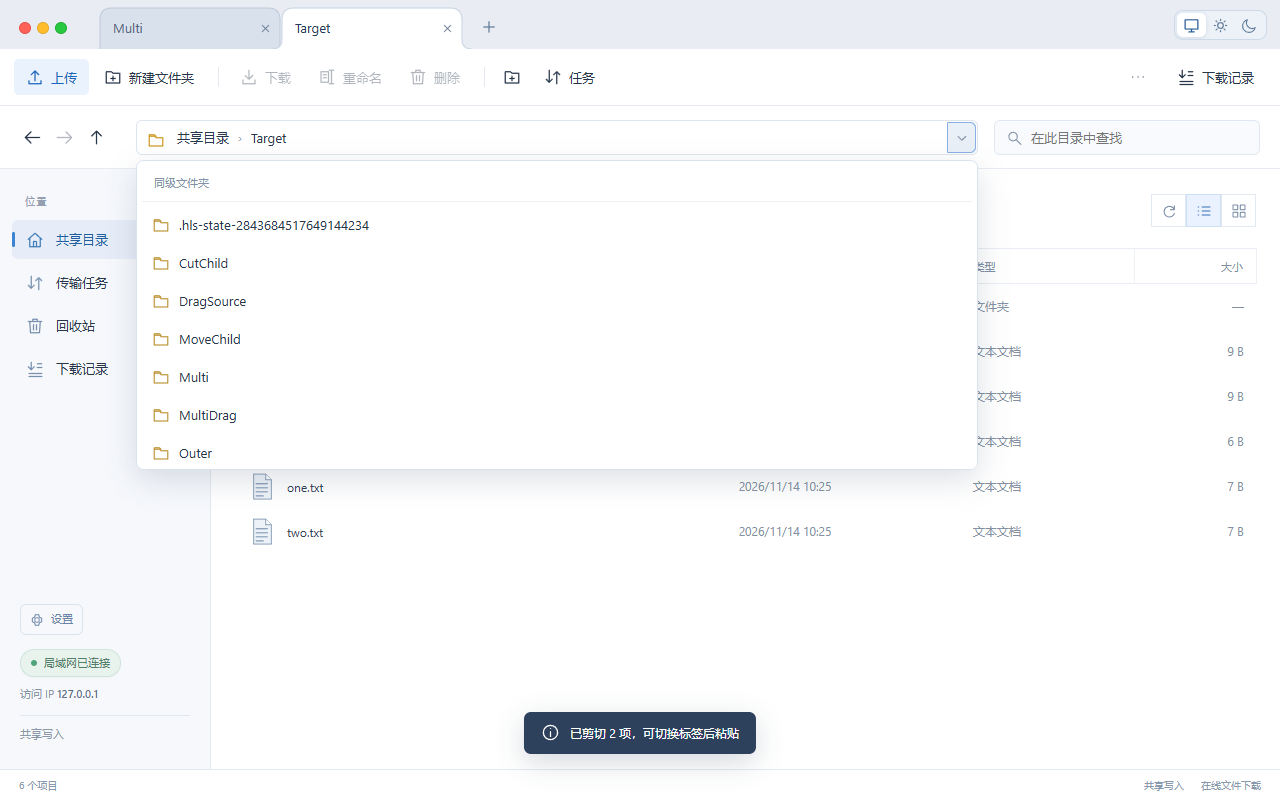 Multi
Target
上传
新建文件夹
下载
重命名
删除
任务
下载记录
共享目录 › Target
在此目录中查找
同级文件夹
.hls-state-2843684517649144234
CutChild
DragSource
MoveChild
Multi
MultiDrag
Outer
位置
共享目录
传输任务
回收站
下载记录
类型 大小
文件夹 —
文本文档 9 B
文本文档 9 B
文本文档 6 B
one.txt 2026/11/14 10:25 文本文档 7 B
two.txt 2026/11/14 10:25 文本文档 7 B
设置
局域网已连接
访问 IP 127.0.0.1
共享写入
已剪切 2 项，可切换标签后粘贴
6 个项目
共享写入 在线文件下载